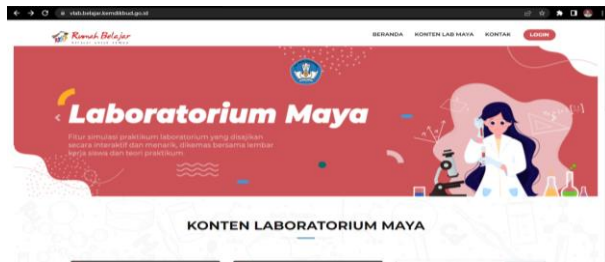 vlab.belajar.kemdikbud.go.id
Rumah Belajar
BERANDA KONTEN LAB MAYA KONTAK LOGIN
Laboratorium Maya
Fitur simulasi praktikum laboratorium yang disajikan
secara interaktif dan menarik, dikemas bersama lembar
kerja siswa dan teori praktikum.
KONTEN LABORATORIUM MAYA